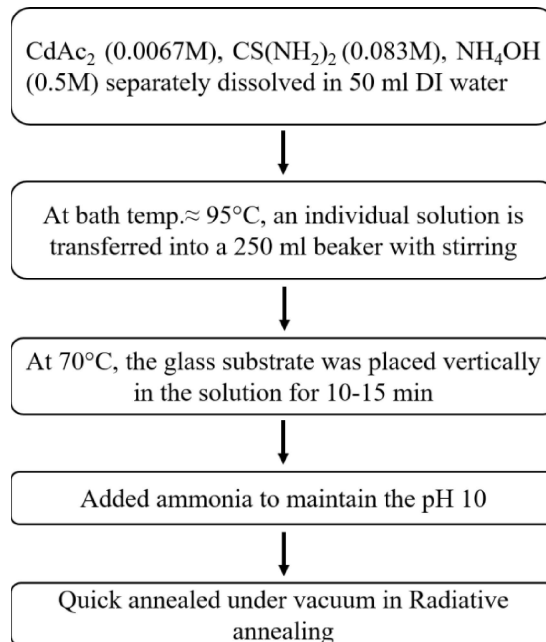 CdAc₂ (0.0067M), CS(NH₂)₂ (0.083M), NH₄OH
(0.5M) separately dissolved in 50 ml DI water
At bath temp.≈ 95°C, an individual solution is
transferred into a 250 ml beaker with stirring
At 70°C, the glass substrate was placed vertically
in the solution for 10-15 min
Added ammonia to maintain the pH 10
Quick annealed under vacuum in Radiative
annealing